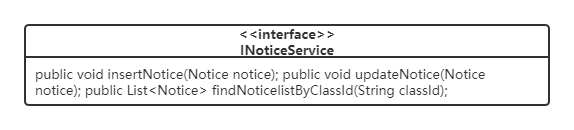 <<interface>>
INoticeService
public void insertNotice(Notice notice); public void updateNotice(Notice
notice); public List<Notice> findNoticelistByClassId(String classId);